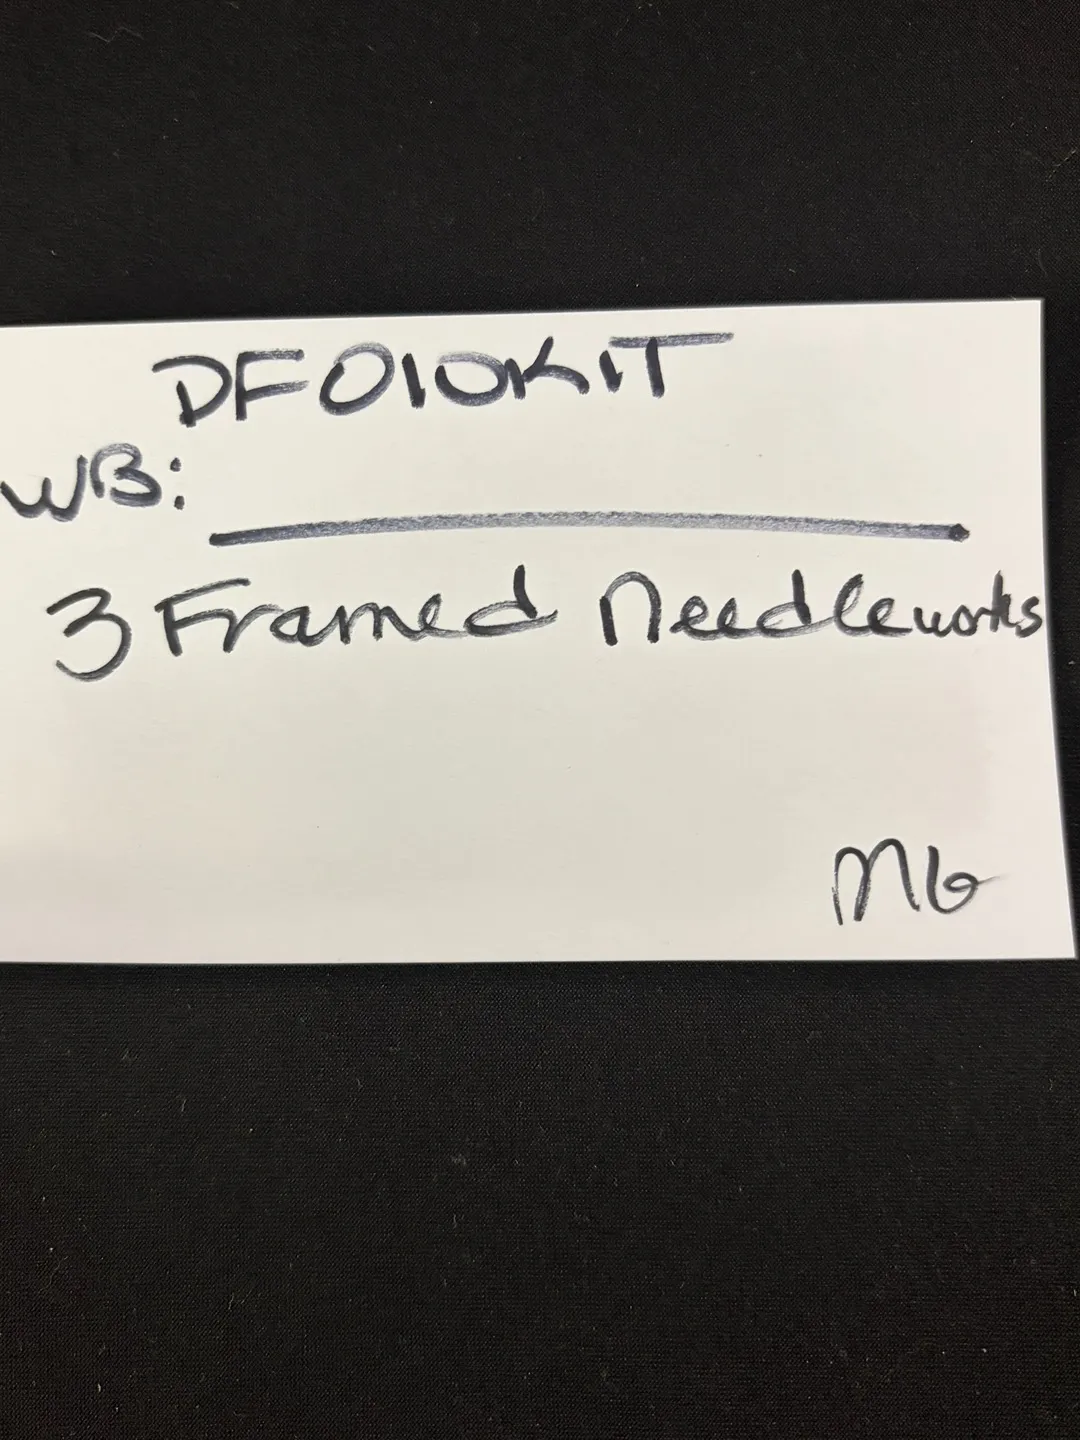 DF010KIT
WB:
3 Framed Needleworks
MG